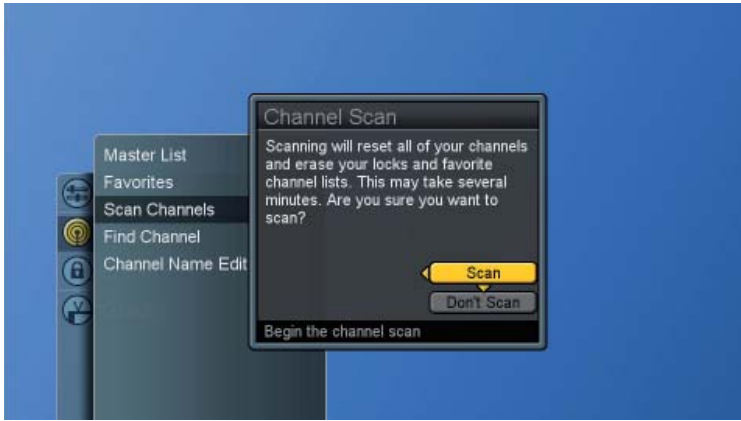 Channel Scan
Scanning will reset all of your channels
and erase your locks and favorite
channel lists. This may take several
minutes. Are you sure you want to
scan?
Scan
Don't Scan
Begin the channel scan
Master List
Favorites
Scan Channels
Find Channel
Channel Name Edit